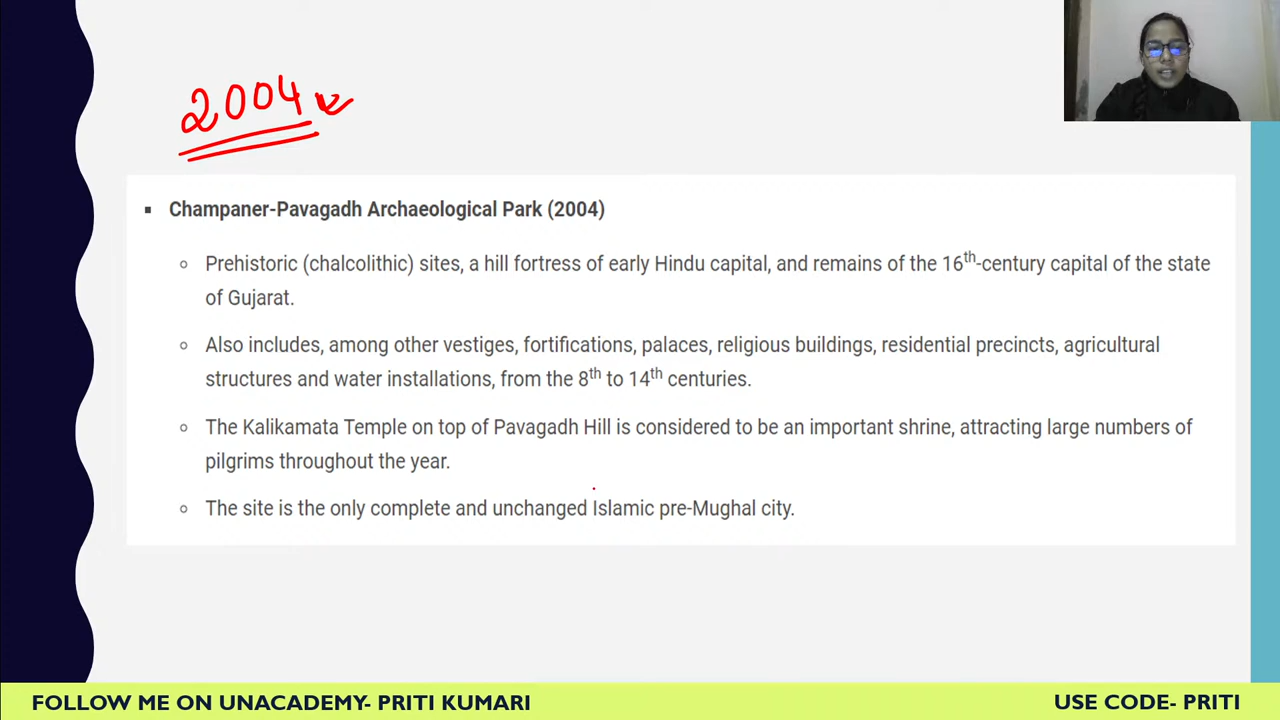 2004
Champaner-Pavagadh Archaeological Park (2004)
Prehistoric (chalcolithic) sites, a hill fortress of early Hindu capital, and remains of the 16th-century capital of the state
of Gujarat.
Also includes, among other vestiges, fortifications, palaces, religious buildings, residential precincts, agricultural
structures and water installations, from the 8th to 14th centuries.
The Kalikamata Temple on top of Pavagadh Hill is considered to be an important shrine, attracting large numbers of
pilgrims throughout the year.
The site is the only complete and unchanged Islamic pre-Mughal city.
FOLLOW ME ON UNACADEMY- PRITI KUMARI
USE CODE- PRITI